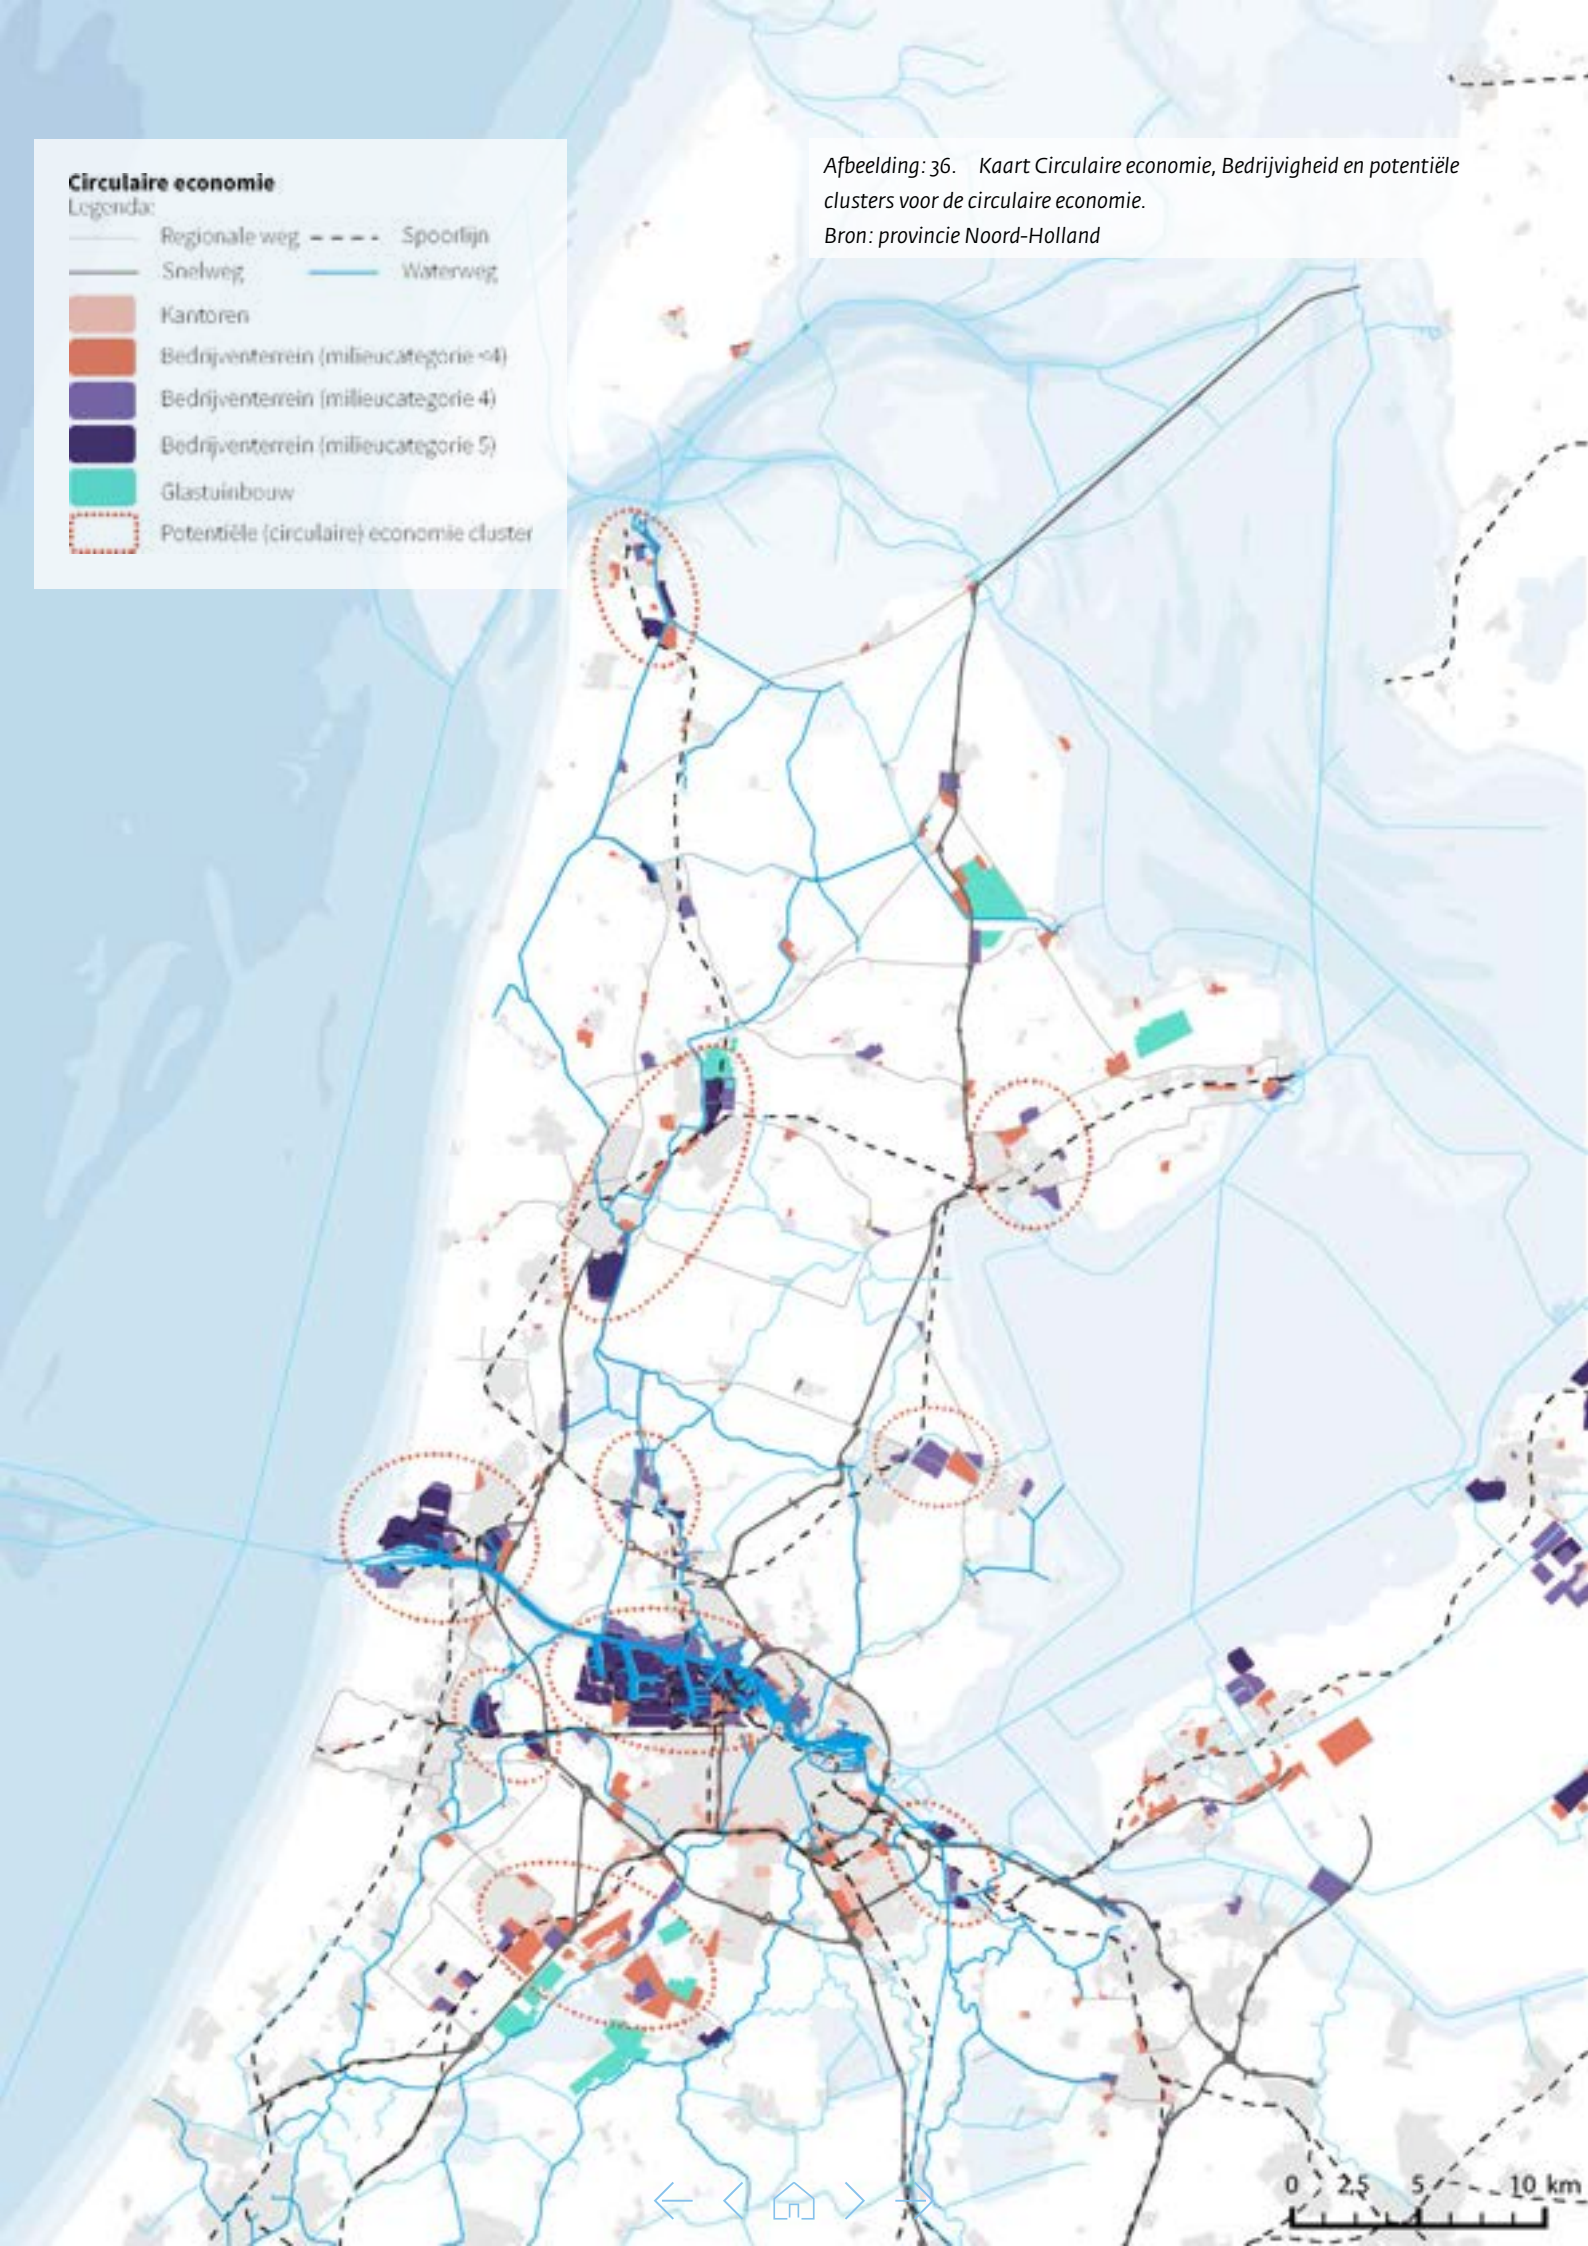 Afbeelding: 36. Kaart Circulaire economie, Bedrijvigheid en potentiële
clusters voor de circulaire economie.
Bron: provincie Noord-Holland
Circulaire economie
Legenda:
Regionale weg
Spoorlijn
Snelweg
Waterweg
Kantoren
Bedrijventerrein (milieucategorie <4)
Bedrijventerrein (milieucategorie 4)
Bedrijventerrein (milieucategorie 5)
Glastuinbouw
Potentiële (circulaire) economie cluster
0 2,5 5 10 km